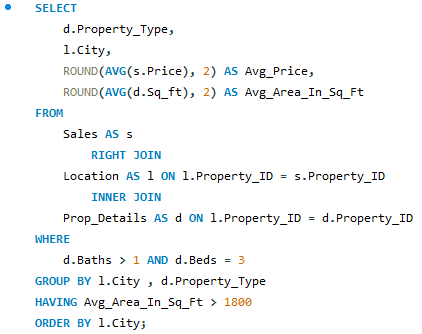 SELECT
d.Property_Type,
l.City,
ROUND(AVG(s.Price), 2) AS Avg_Price,
ROUND(AVG(d.Sq_ft), 2) AS Avg_Area_In_Sq_Ft
FROM
Sales AS s
RIGHT JOIN
Location AS l ON l.Property_ID = s.Property_ID
INNER JOIN
Prop_Details AS d ON l.Property_ID = d.Property_ID
WHERE
d.Baths > 1 AND d.Beds = 3
GROUP BY l.City , d.Property_Type
HAVING Avg_Area_In_Sq_Ft > 1800
ORDER BY l.City;